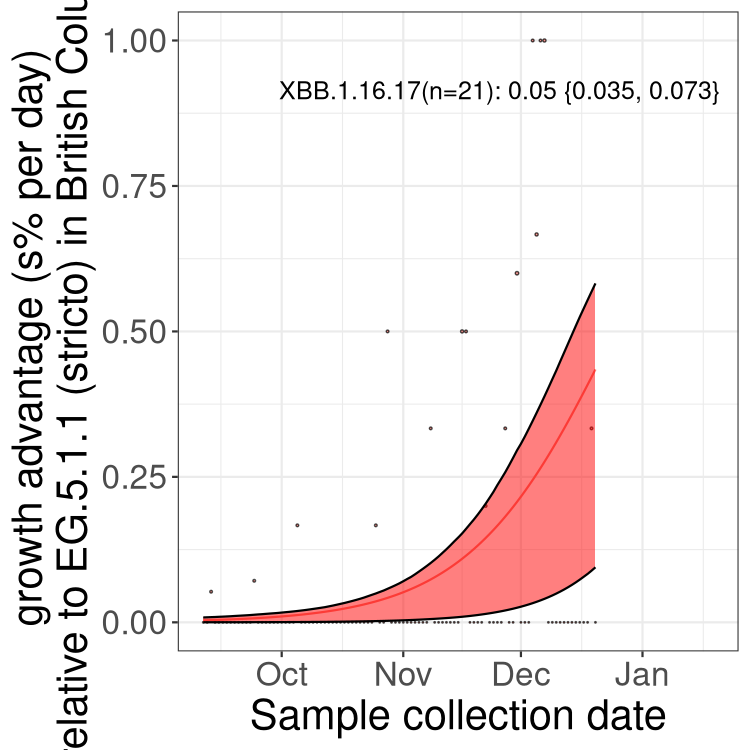 growth advantage (s% per day)
relative to EG.5.1.1 (stricto) in British Colu
1.00
0.75
0.50
0.25
0.00
XBB.1.16.17(n=21): 0.05 {0.035, 0.073}
Oct Nov Dec Jan
Sample collection date